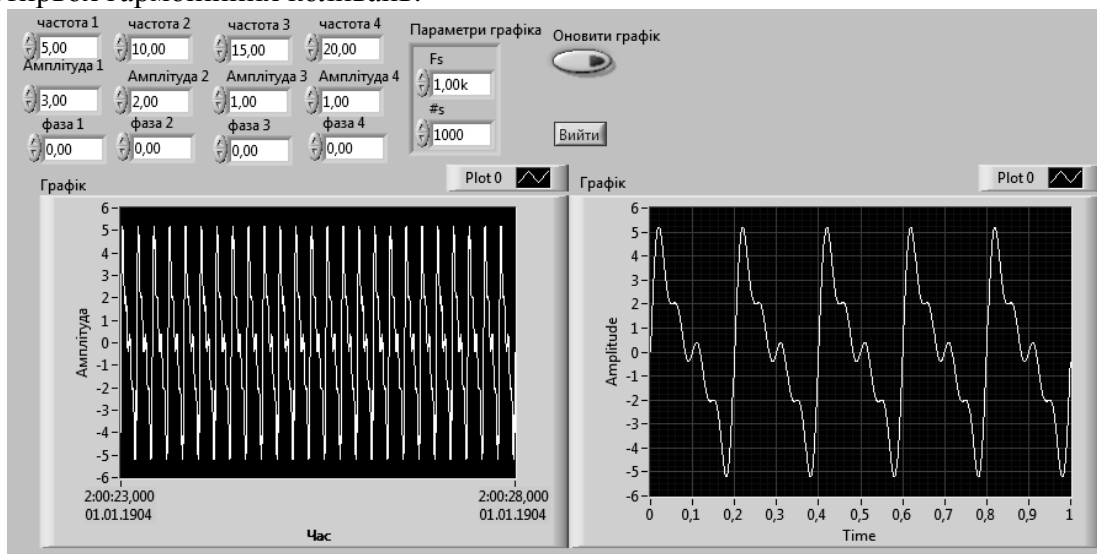 гармонійних коливань.
частота 1 частота 2 частота 3 частота 4 Параметри графіка Оновити графік
5,00 10,00 15,00 20,00 Fs
Амплітуда 1 Амплітуда 2 Амплітуда 3 Амплітуда 4 1,00k
3,00 2,00 1,00 1,00 #s
фаза 1 фаза 2 фаза 3 фаза 4 1000 Вийти
0,00 0,00 0,00 0,00
Графік Plot 0
6
5
4
3
2
1
0
-1
-2
-3
-4
-5
-6
Амплітуда
2:00:23,000 2:00:28,000
01.01.1904 01.01.1904
Час
Графік Plot 0
6
5
4
3
2
1
0
-1
-2
-3
-4
-5
-6
Amplitude
0 0,1 0,2 0,3 0,4 0,5 0,6 0,7 0,8 0,9 1
Time